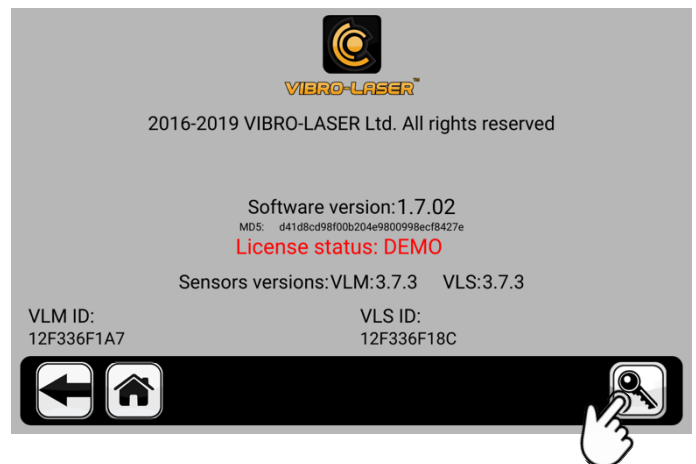 VIBRO-LASER™
2016-2019 VIBRO-LASER Ltd. All rights reserved
Software version:1.7.02
MD5: d41d8cd98f00b204e9800998ecf8427e
License status: DEMO
Sensors versions:VLM:3.7.3 VLS:3.7.3
VLM ID: VLS ID:
12F336F1A7 12F336F18C